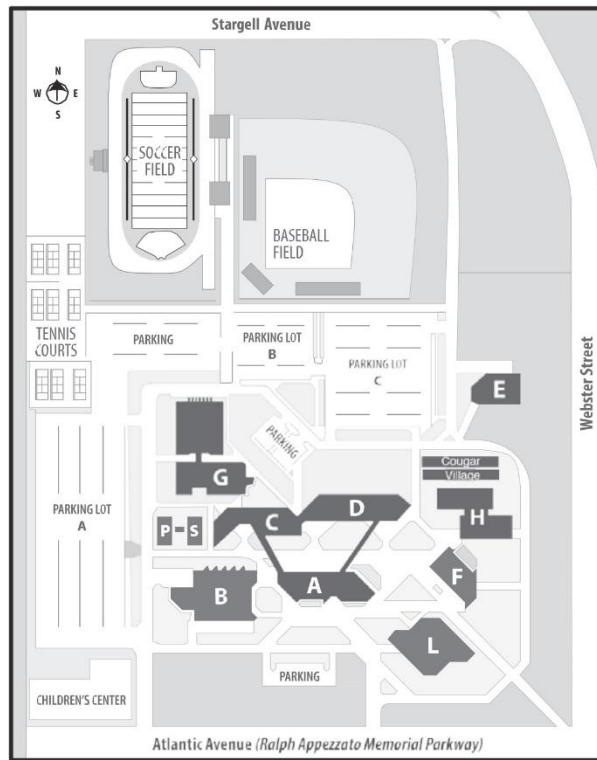 Stargell Avenue
N
W E
S
SOCCER
FIELD
BASEBALL
FIELD
TENNIS
COURTS
PARKING
PARKING LOT
B
PARKING LOT
C
E
Webster Street
PARKING
G
Cougar
Village
H
PARKING LOT
A
P
S
C
D
A
B
F
L
PARKING
CHILDREN'S CENTER
Atlantic Avenue (Ralph Appezzato Memorial Parkway)